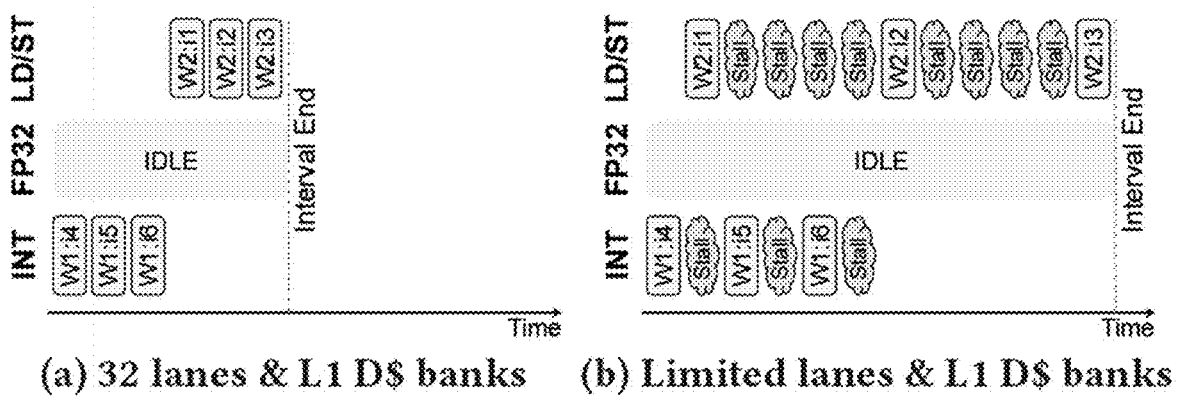 LD/ST
W2:i1
W2:i2
W2:i3
FP32
IDLE
Interval End
INT
W1:i4
W1:i5
W1:i6
Time
(a) 32 lanes & L1 D$ banks
LD/ST
W2:i1
Stall
Stall
Stall
Stall
W2:i2
Stall
Stall
Stall
Stall
W2:i3
FP32
IDLE
Interval End
INT
W1:i4
Stall
W1:i5
Stall
W1:i6
Stall
Time
(b) Limited lanes & L1 D$ banks